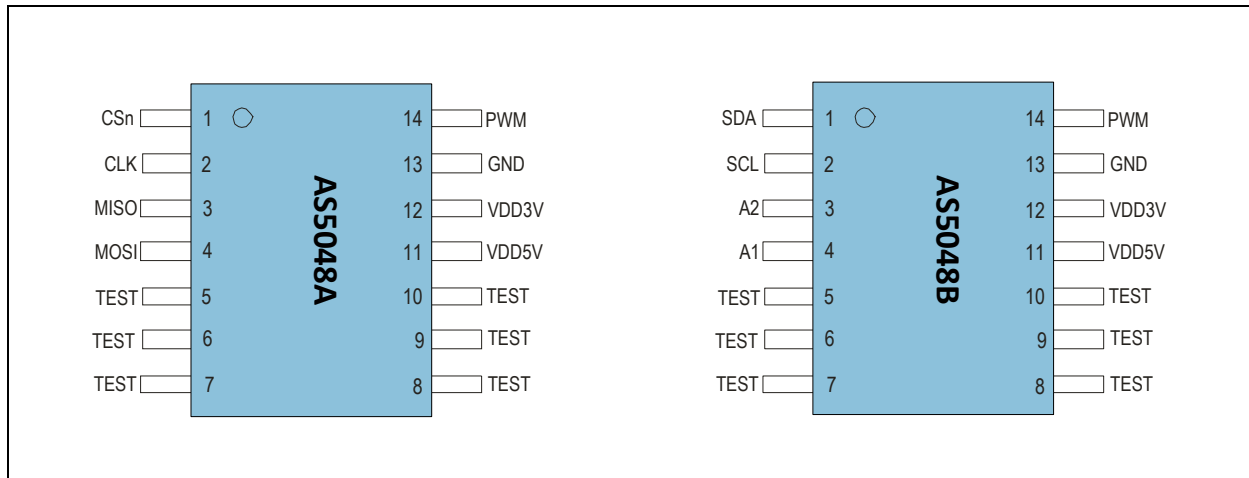 CSn 1 14 PWM
CLK 2 13 GND
MISO 3 12 VDD3V
MOSI 4 11 VDD5V
TEST 5 10 TEST
TEST 6 9 TEST
TEST 7 8 TEST
AS5048A
SDA 1 14 PWM
SCL 2 13 GND
A2 3 12 VDD3V
A1 4 11 VDD5V
TEST 5 10 TEST
TEST 6 9 TEST
TEST 7 8 TEST
AS5048B